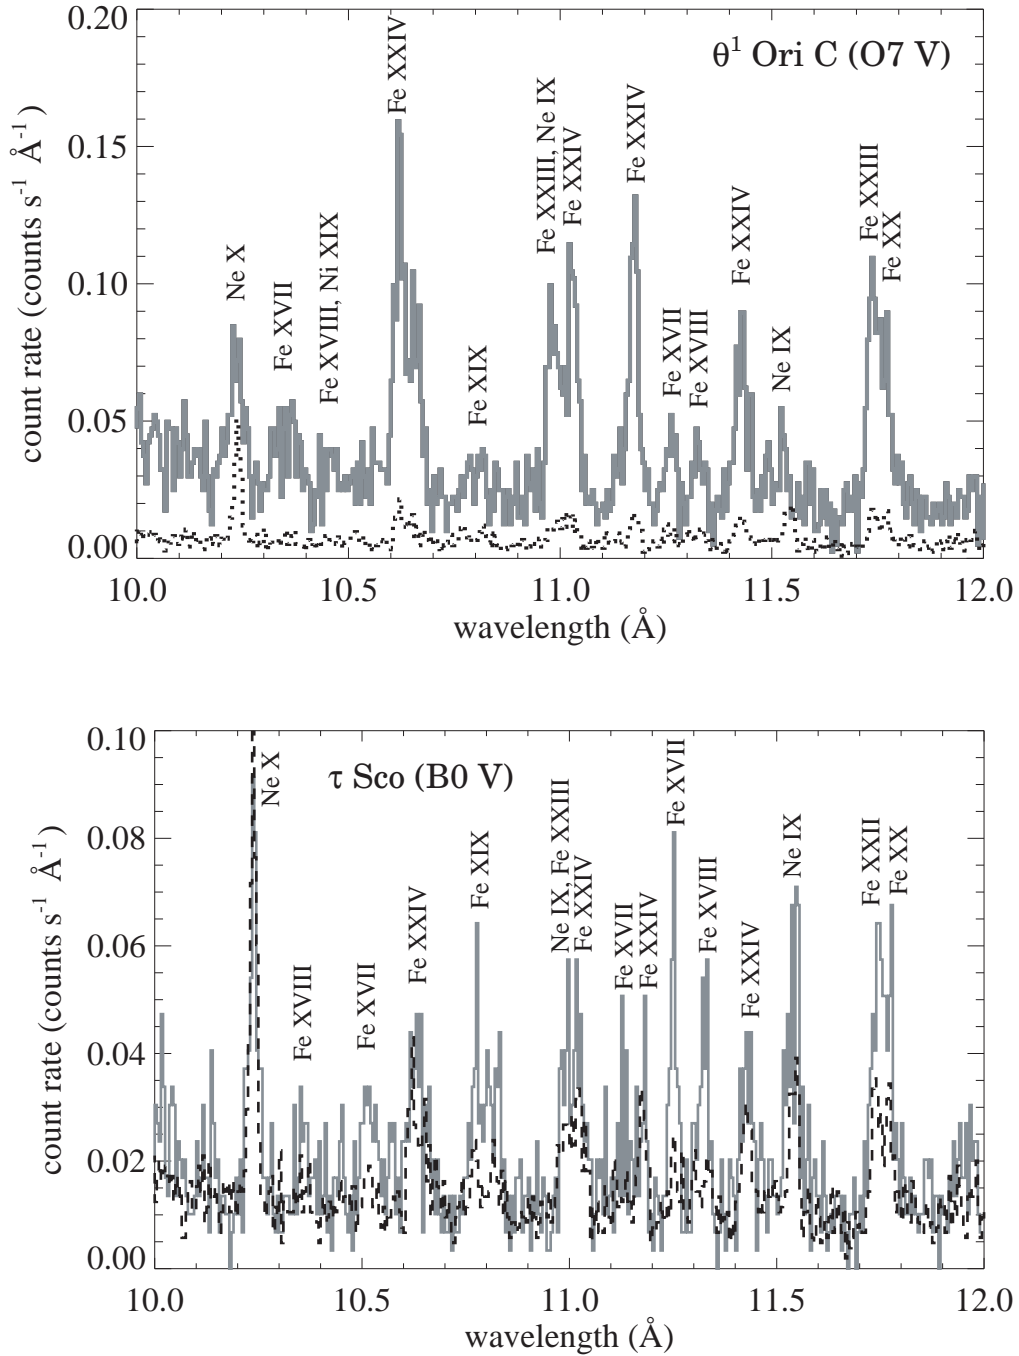 θ¹ Ori C (O7 V)
0.20
0.15
0.10
0.05
0.00
count rate (counts s⁻¹ Å⁻¹)
Ne X
Fe XVII
Fe XVIII, Ni XIX
Fe XXIV
Fe XIX
Fe XXIII, Ne IX
Fe XXIV
Fe XXIV
Fe XVII
Fe XVIII
Fe XXIV
Ne IX
Fe XXIII
Fe XX
10.0 10.5 11.0 11.5 12.0
wavelength (Å)
τ Sco (B0 V)
0.10
0.08
0.06
0.04
0.02
0.00
count rate (counts s⁻¹ Å⁻¹)
Ne X
Fe XVIII
Fe XVII
Fe XXIV
Fe XIX
Ne IX, Fe XXIII
Fe XXIV
Fe XVII
Fe XXIV
Fe XVII
Fe XVIII
Fe XXIV
Ne IX
Fe XXII
Fe XX
10.0 10.5 11.0 11.5 12.0
wavelength (Å)